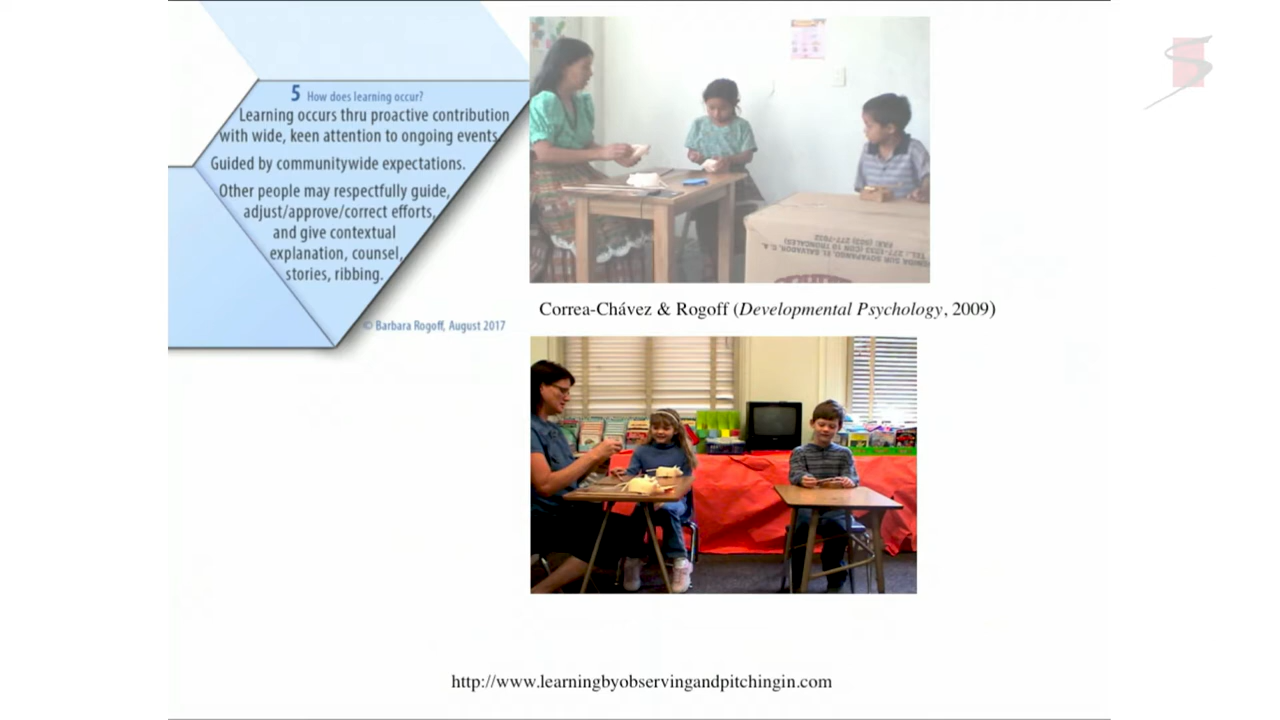 5 How does learning occur?
Learning occurs thru proactive contribution
with wide, keen attention to ongoing events.
Guided by communitywide expectations.
Other people may respectfully guide,
adjust/approve/correct efforts,
and give contextual
explanation, counsel,
stories, ribbing.
© Barbara Rogoff, August 2017
Correa-Chávez & Rogoff (Developmental Psychology, 2009)
http://www.learningbyobservingandpitchingin.com